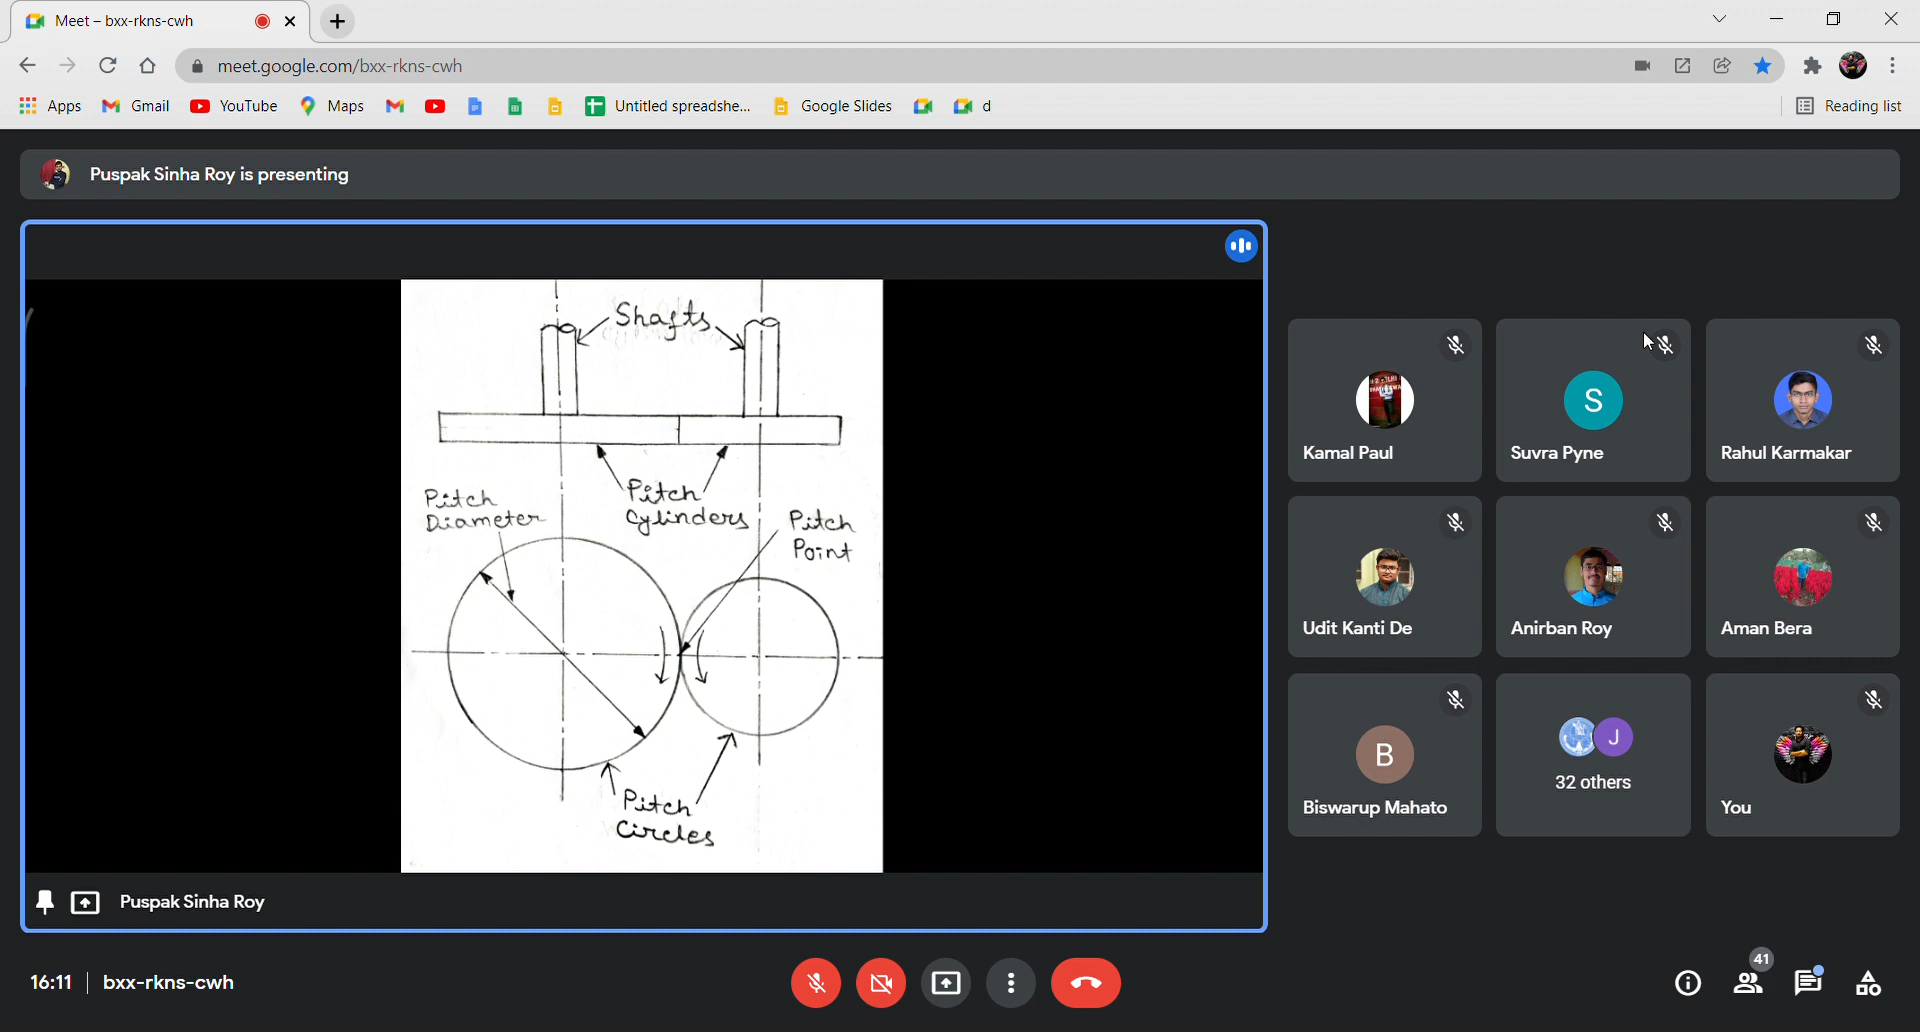 Meet – bxx-rkns-cwh
meet.google.com/bxx-rkns-cwh
Apps Gmail YouTube Maps Untitled spreadshe... Google Slides d Reading list
Puspak Sinha Roy is presenting
Shafts
Pitch
Cylinders
Pitch
Diameter
Pitch
Point
Pitch
Circles
Puspak Sinha Roy
Kamal Paul
S
Suvra Pyne
Rahul Karmakar
Udit Kanti De
Anirban Roy
Aman Bera
B
Biswarup Mahato
J
32 others
You
16:11 | bxx-rkns-cwh
41